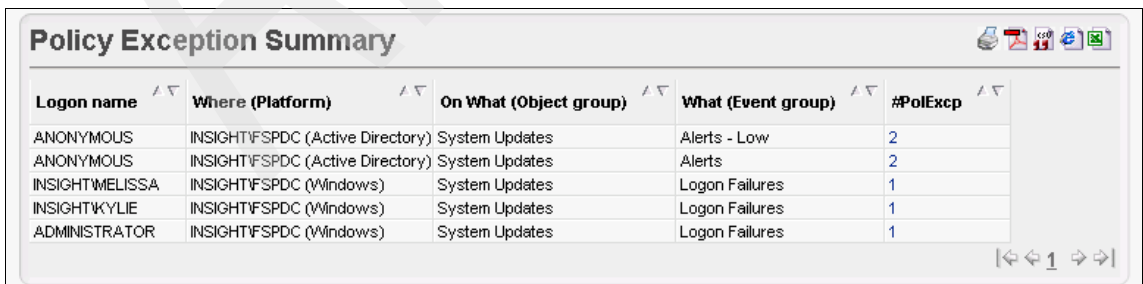 Policy Exception Summary
Logon name Where (Platform) On What (Object group) What (Event group) #PolExcp
ANONYMOUS INSIGHT\FSPDC (Active Directory) System Updates Alerts - Low 2
ANONYMOUS INSIGHT\FSPDC (Active Directory) System Updates Alerts 2
INSIGHT\MELISSA INSIGHT\FSPDC (Windows) System Updates Logon Failures 1
INSIGHT\KYLIE INSIGHT\FSPDC (Windows) System Updates Logon Failures 1
ADMINISTRATOR INSIGHT\FSPDC (Windows) System Updates Logon Failures 1
1